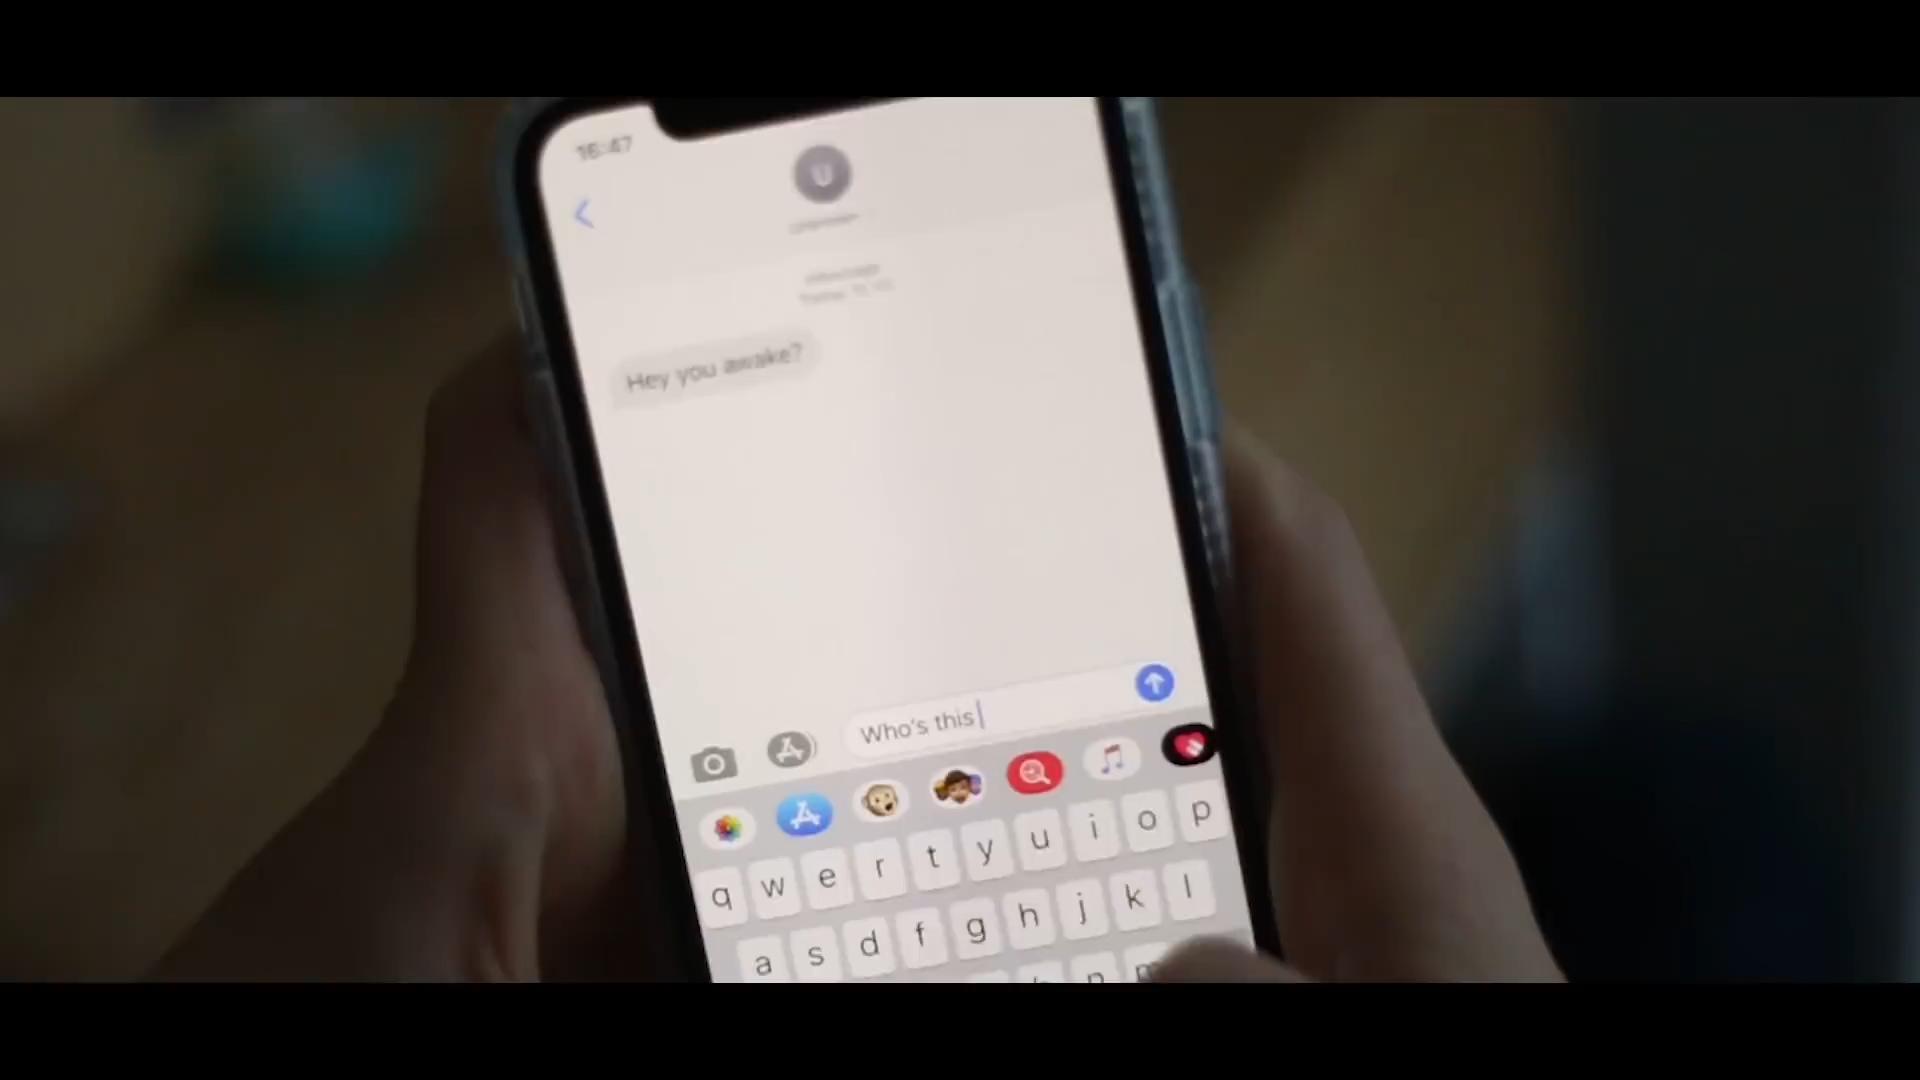 16:47
U
Hey you awake?
Who's this
q w e r t y u i o p
a s d f g h j k l